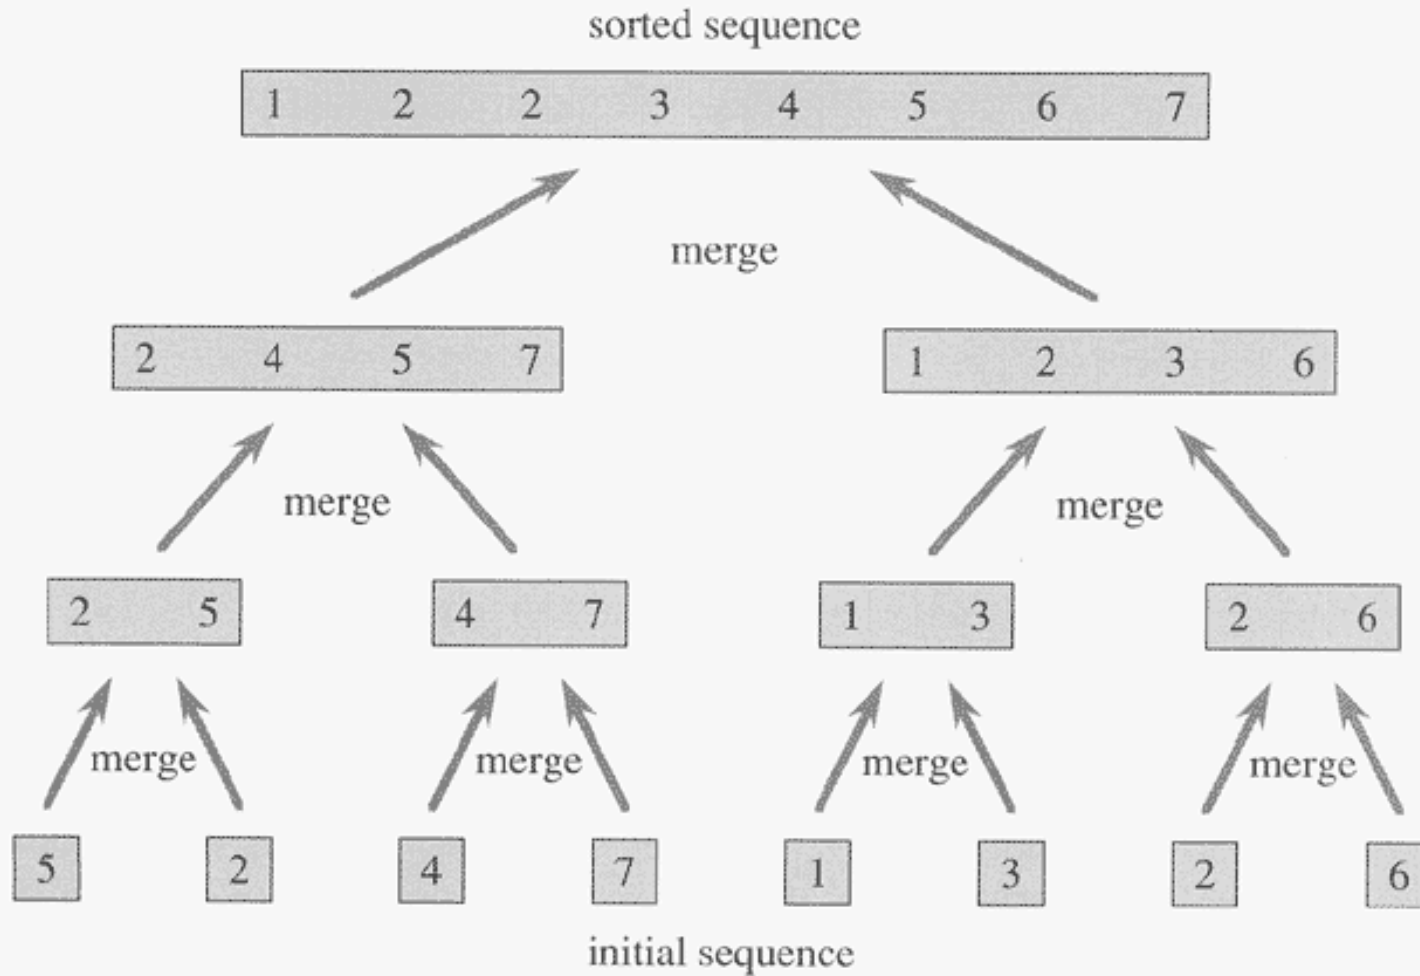 sorted sequence
1 2 2 3 4 5 6 7
merge
2 4 5 7 1 2 3 6
merge merge
2 5 4 7 1 3 2 6
merge merge merge merge
5 2 4 7 1 3 2 6
initial sequence